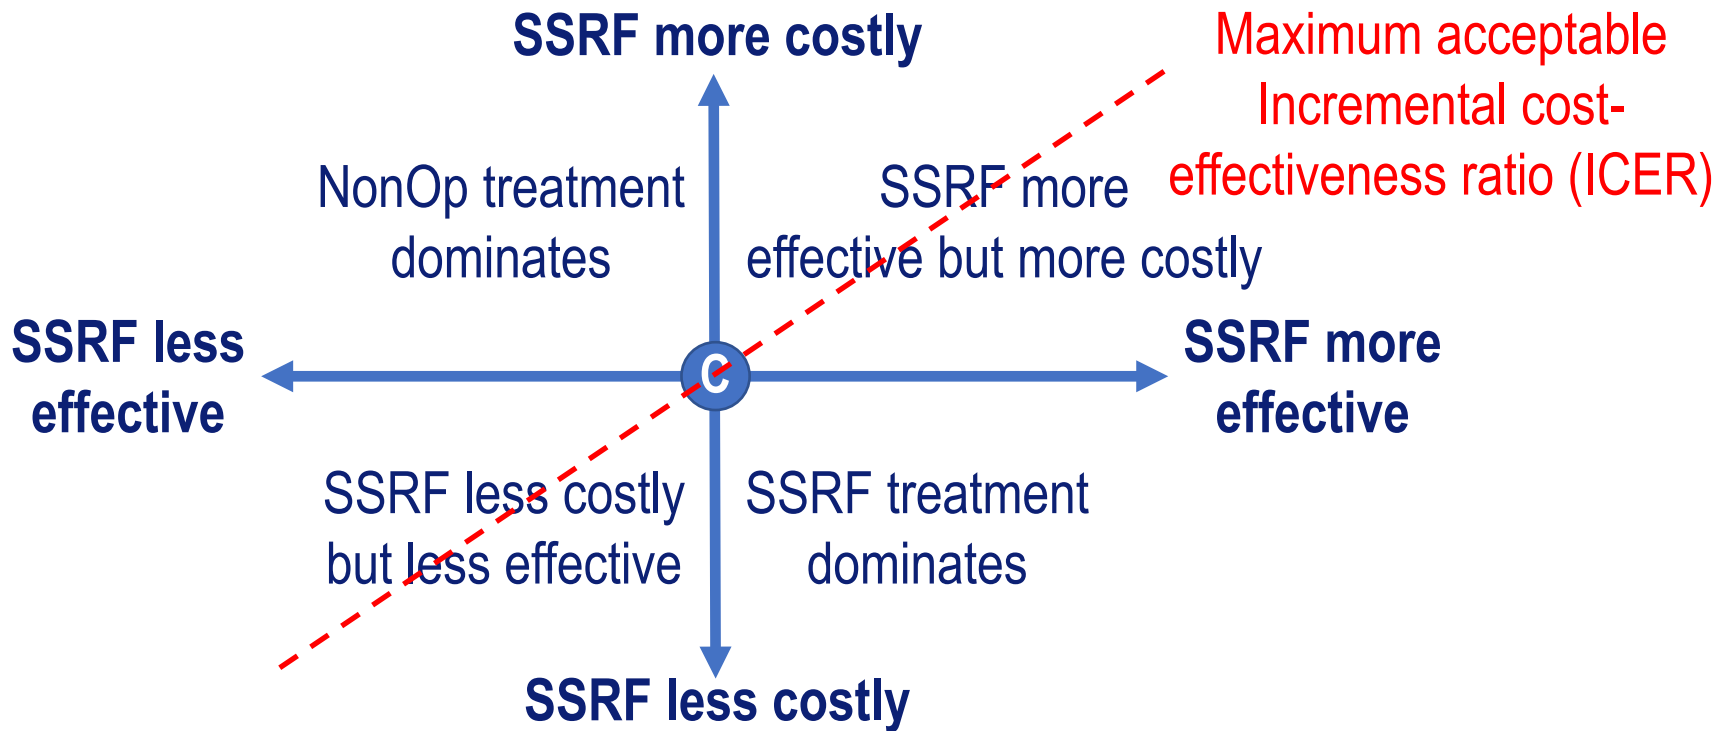 SSRF more costly
Maximum acceptable
Incremental cost-
effectiveness ratio (ICER)
NonOp treatment
dominates
SSRF more
effective but more costly
SSRF less
effective
C
SSRF more
effective
SSRF less costly
but less effective
SSRF treatment
dominates
SSRF less costly